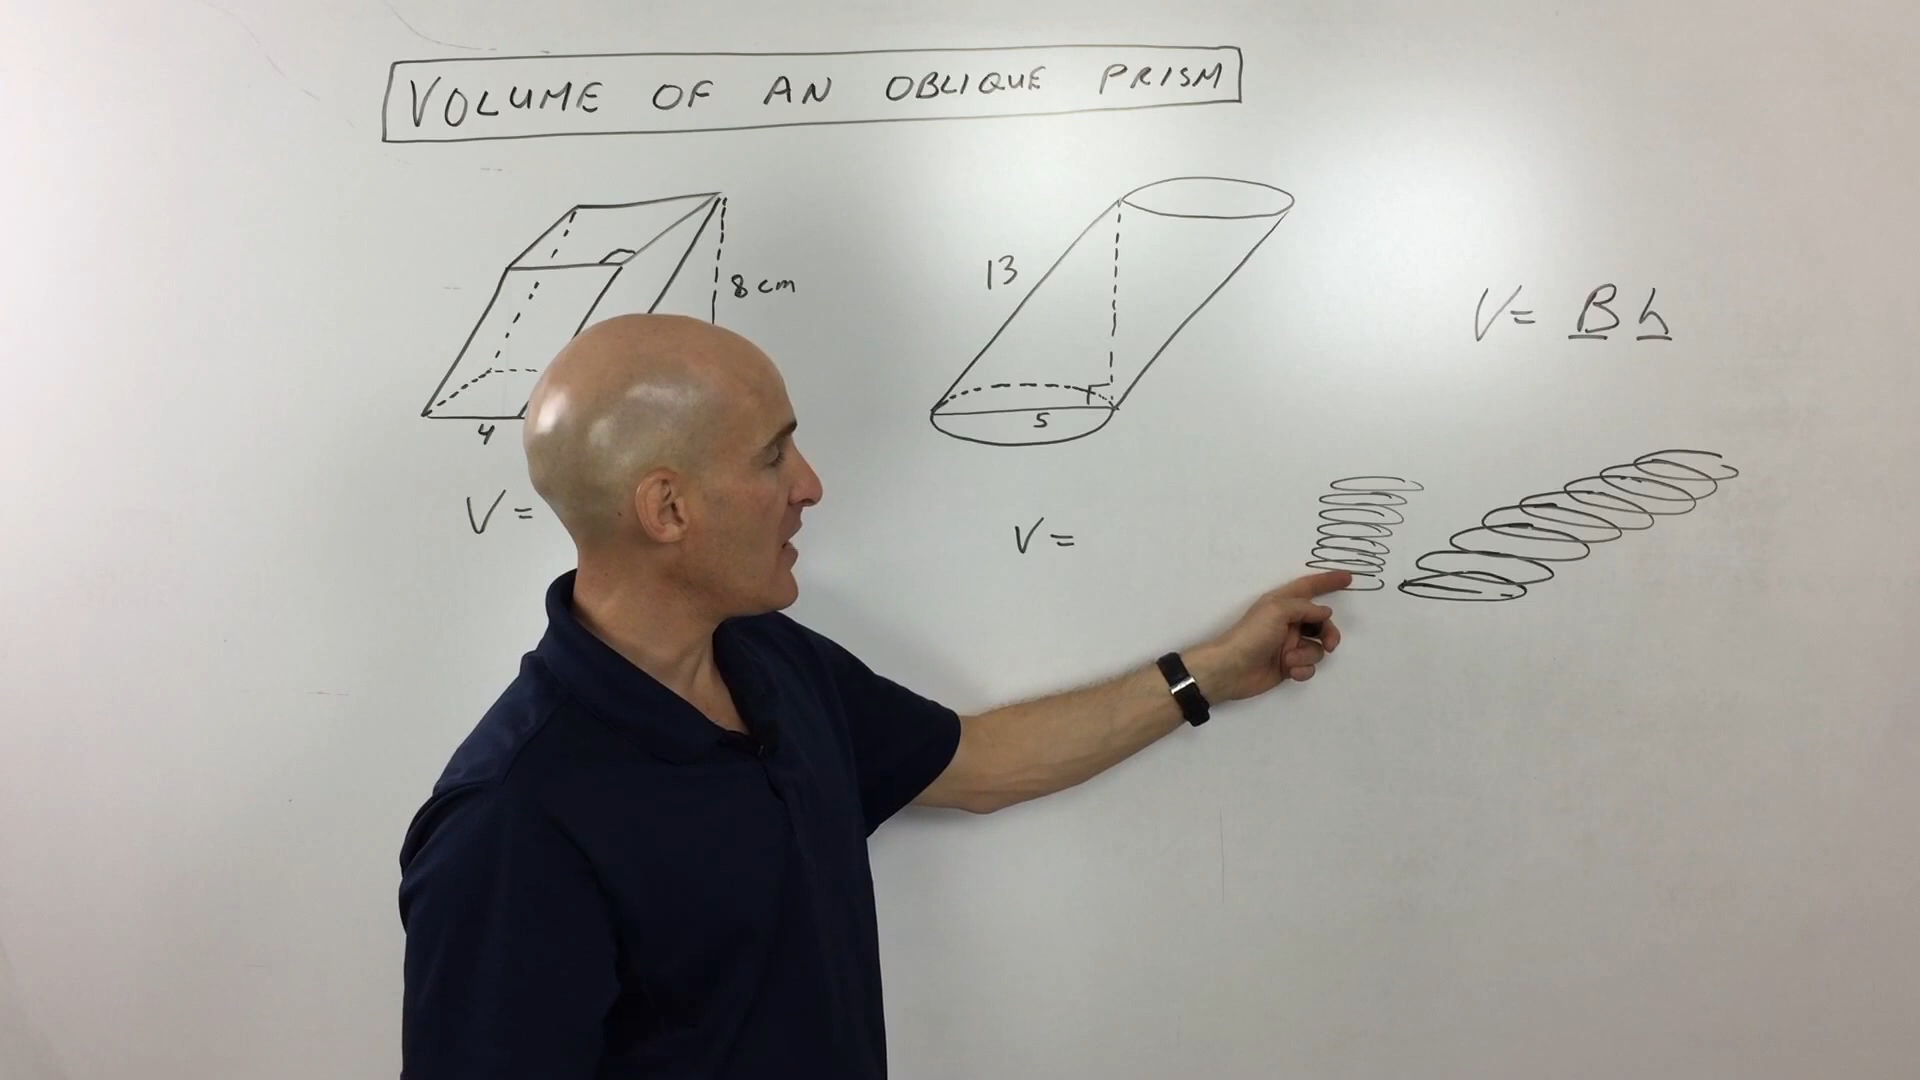 VOLUME OF AN OBLIQUE PRISM
8 cm
4
V =
13
5
V =
V = B h